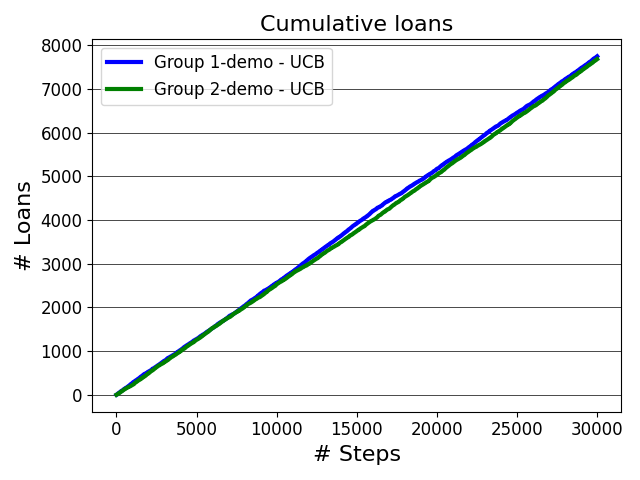 Cumulative loans
Group 1-demo - UCB
Group 2-demo - UCB
# Loans
8000
7000
6000
5000
4000
3000
2000
1000
0
0 5000 10000 15000 20000 25000 30000
# Steps